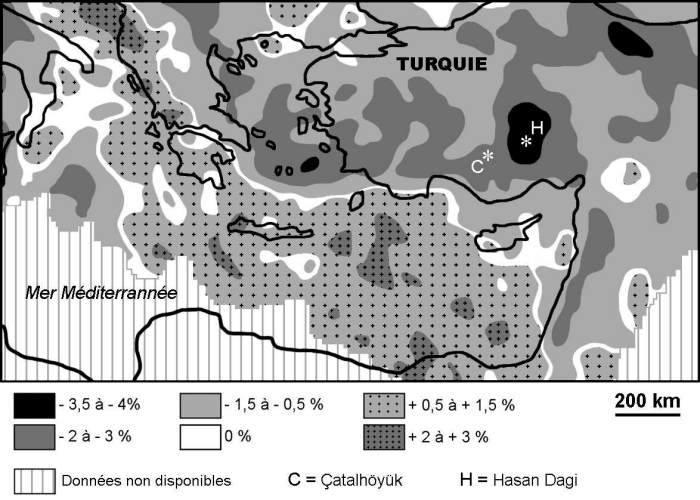 TURQUIE
H
C
Mer Méditerrannée
- 3,5 à - 4%
- 1,5 à - 0,5 %
+ 0,5 à + 1,5 %
200 km
- 2 à - 3 %
0 %
+ 2 à + 3 %
Données non disponibles
C = Çatalhöyük
H = Hasan Dagi